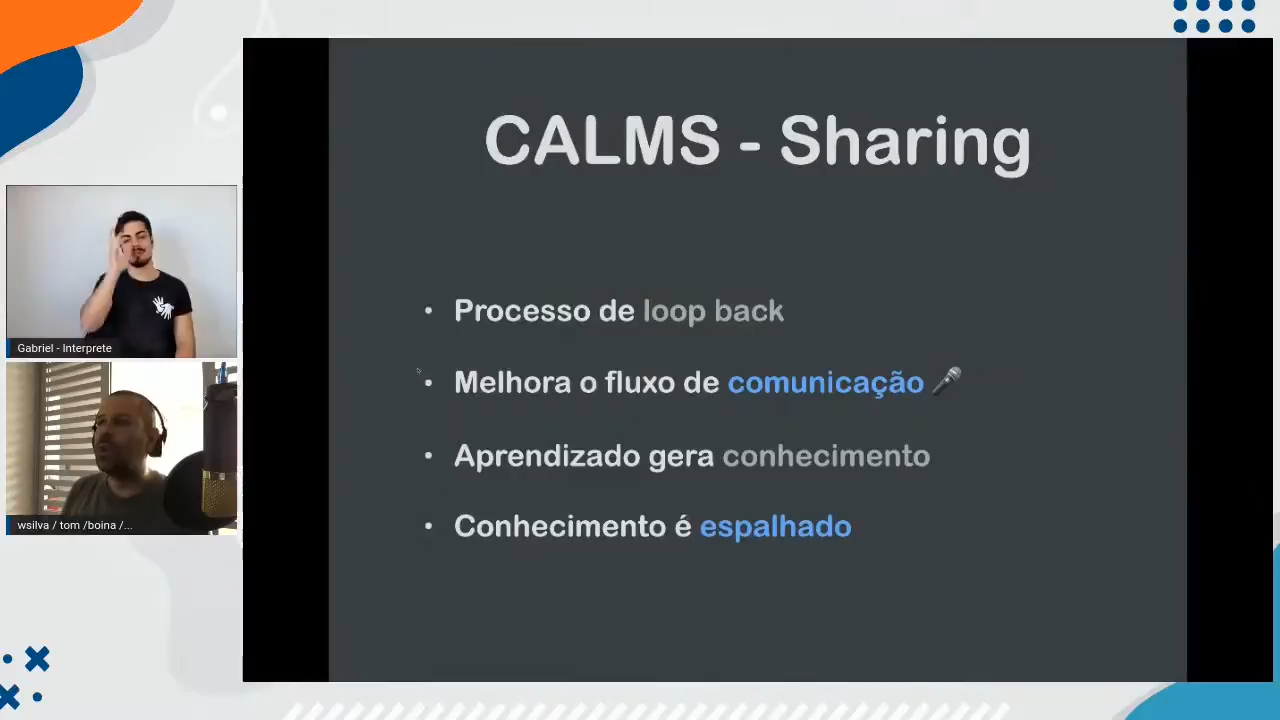 CALMS - Sharing
• Processo de loop back
• Melhora o fluxo de comunicação 🎤
• Aprendizado gera conhecimento
• Conhecimento é espalhado
Gabriel - Interprete
wsilva / tom /boina /...